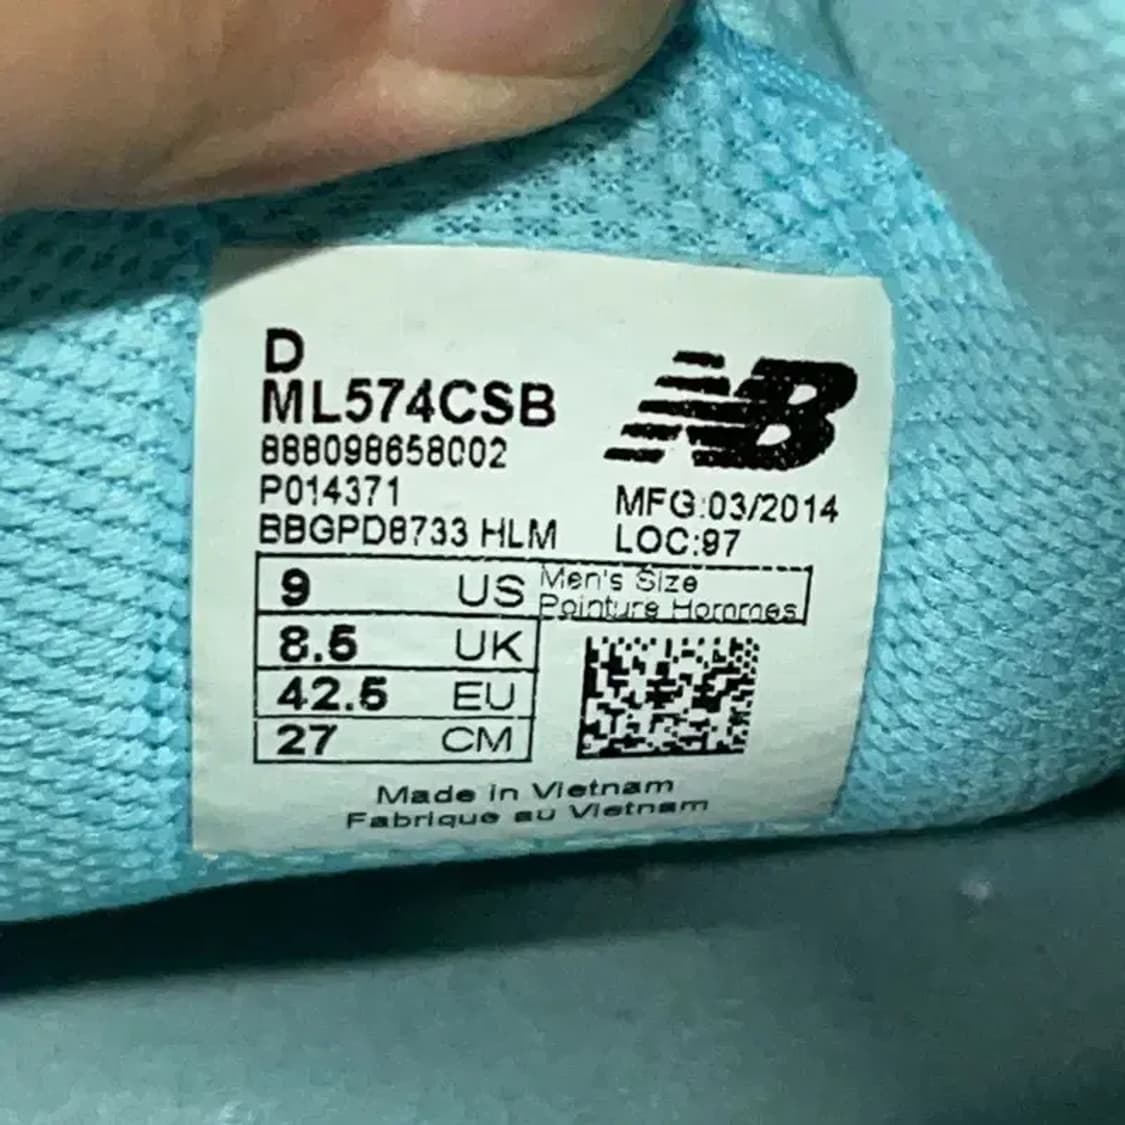 D
ML574CSB
888098658002
P014371
BBGPD8733 HLM
NB
MFG:03/2014
LOC:97
9 US Men's Size
Pointure Hommes
8.5 UK
42.5 EU
27 CM
Made in Vietnam
Fabrique au Vietnam